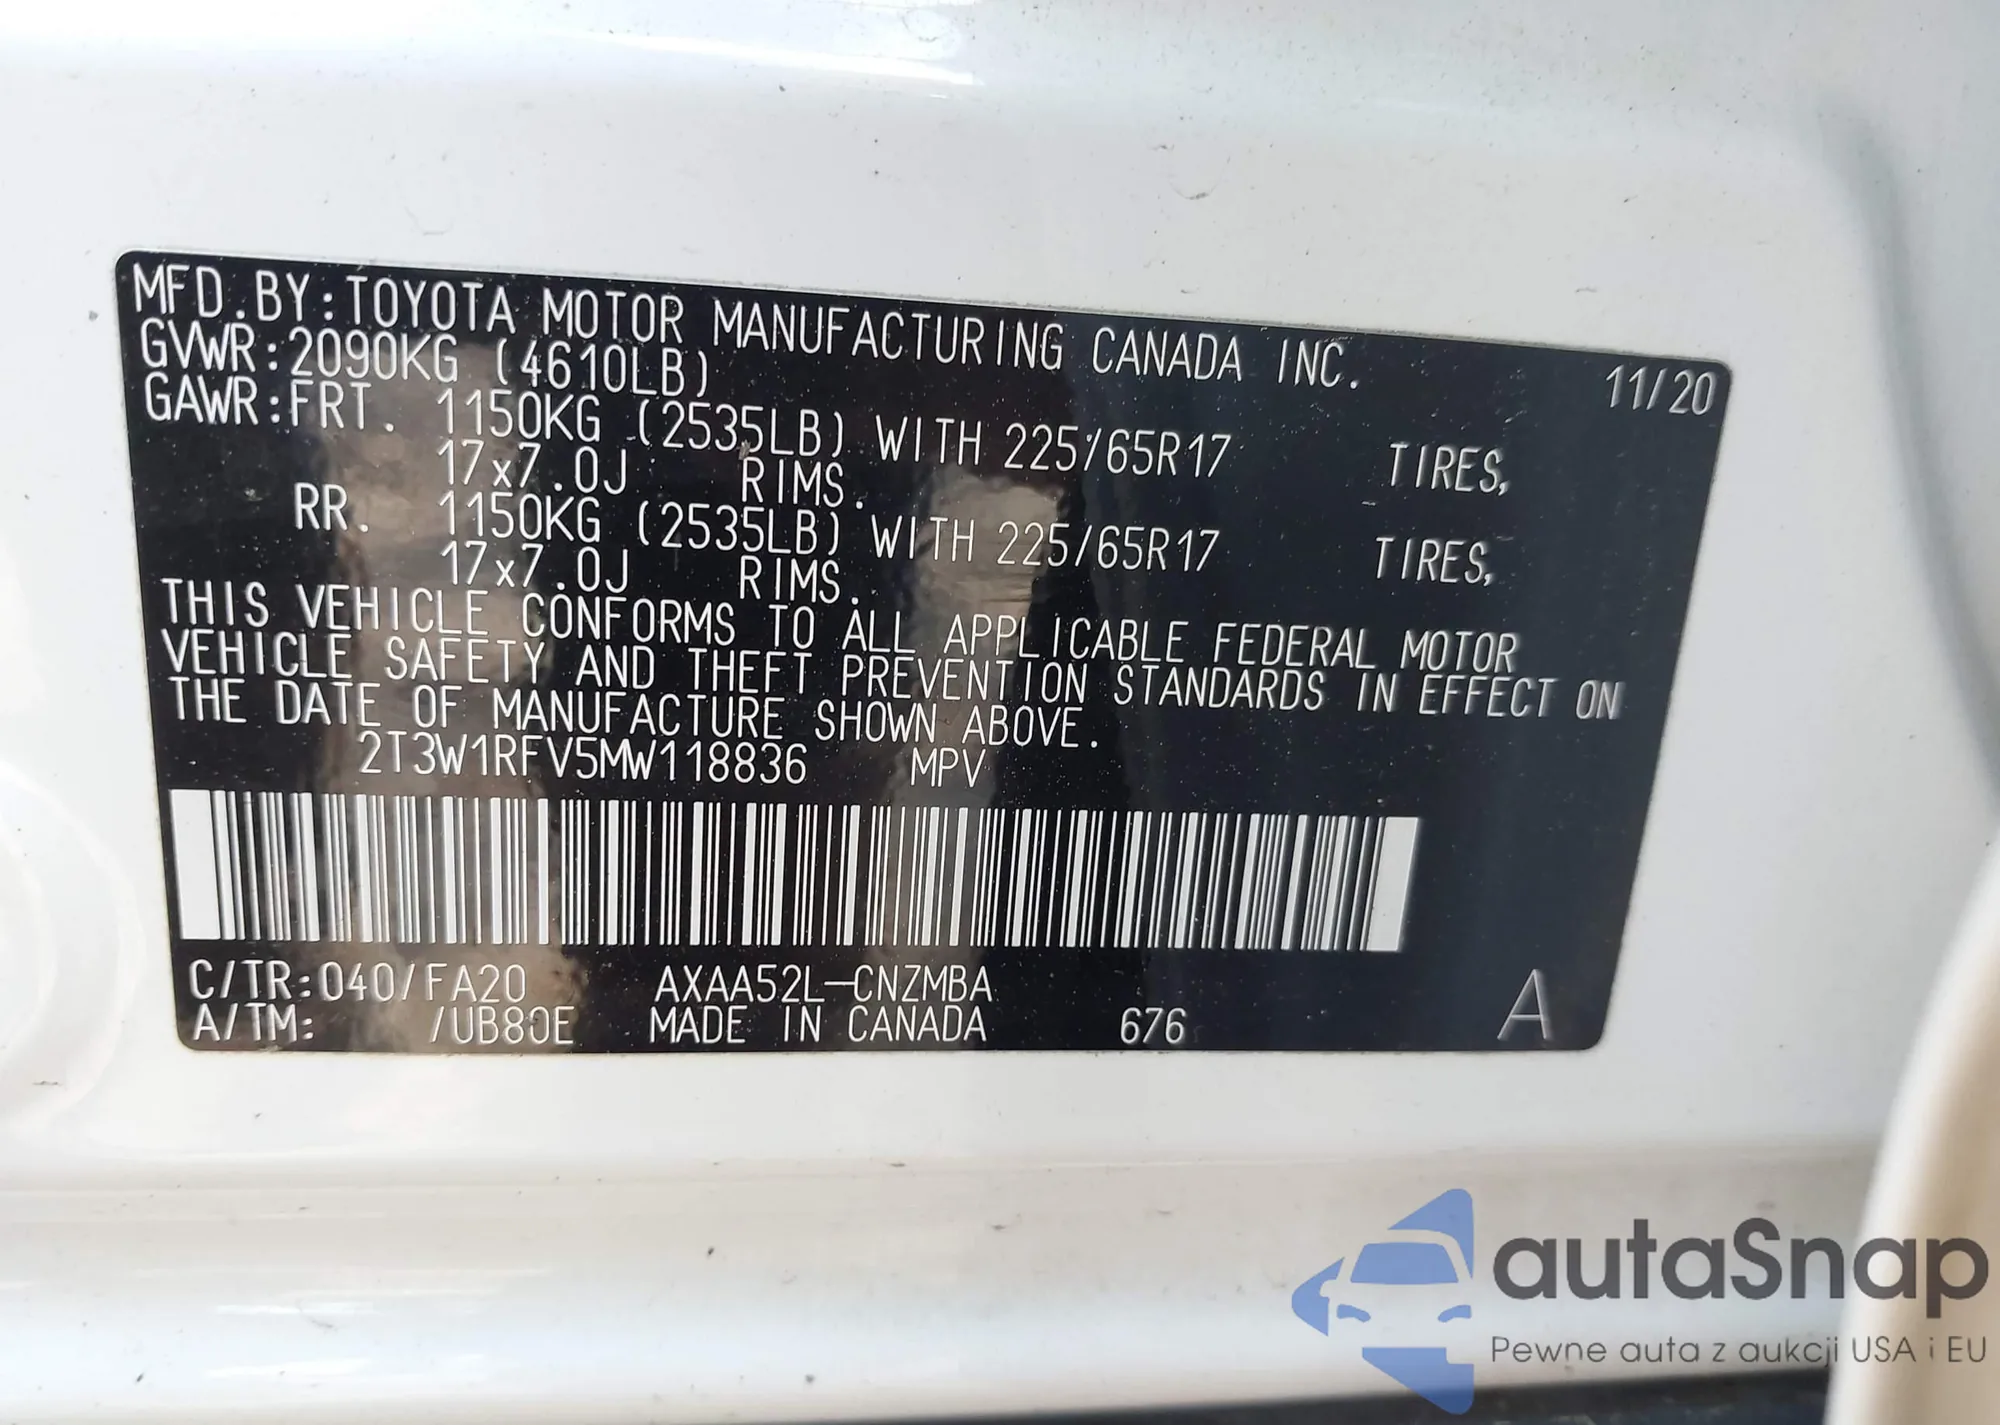 MFD.BY:TOYOTA MOTOR MANUFACTURING CANADA INC. 11/20
GVWR:2090KG (4610LB)
GAWR:FRT. 1150KG (2535LB) WITH 225/65R17 TIRES,
17x7.0J RIMS.
RR. 1150KG (2535LB) WITH 225/65R17 TIRES,
17x7.0J RIMS.
THIS VEHICLE CONFORMS TO ALL APPLICABLE FEDERAL MOTOR
VEHICLE SAFETY AND THEFT PREVENTION STANDARDS IN EFFECT ON
THE DATE OF MANUFACTURE SHOWN ABOVE.
2T3W1RFV5MW118836 MPV
C/TR:040/FA20 AXAA52L-CNZMBA
A/TM: /UB80E MADE IN CANADA 676 A
autaSnap
Pewne auta z aukcji USA i EU